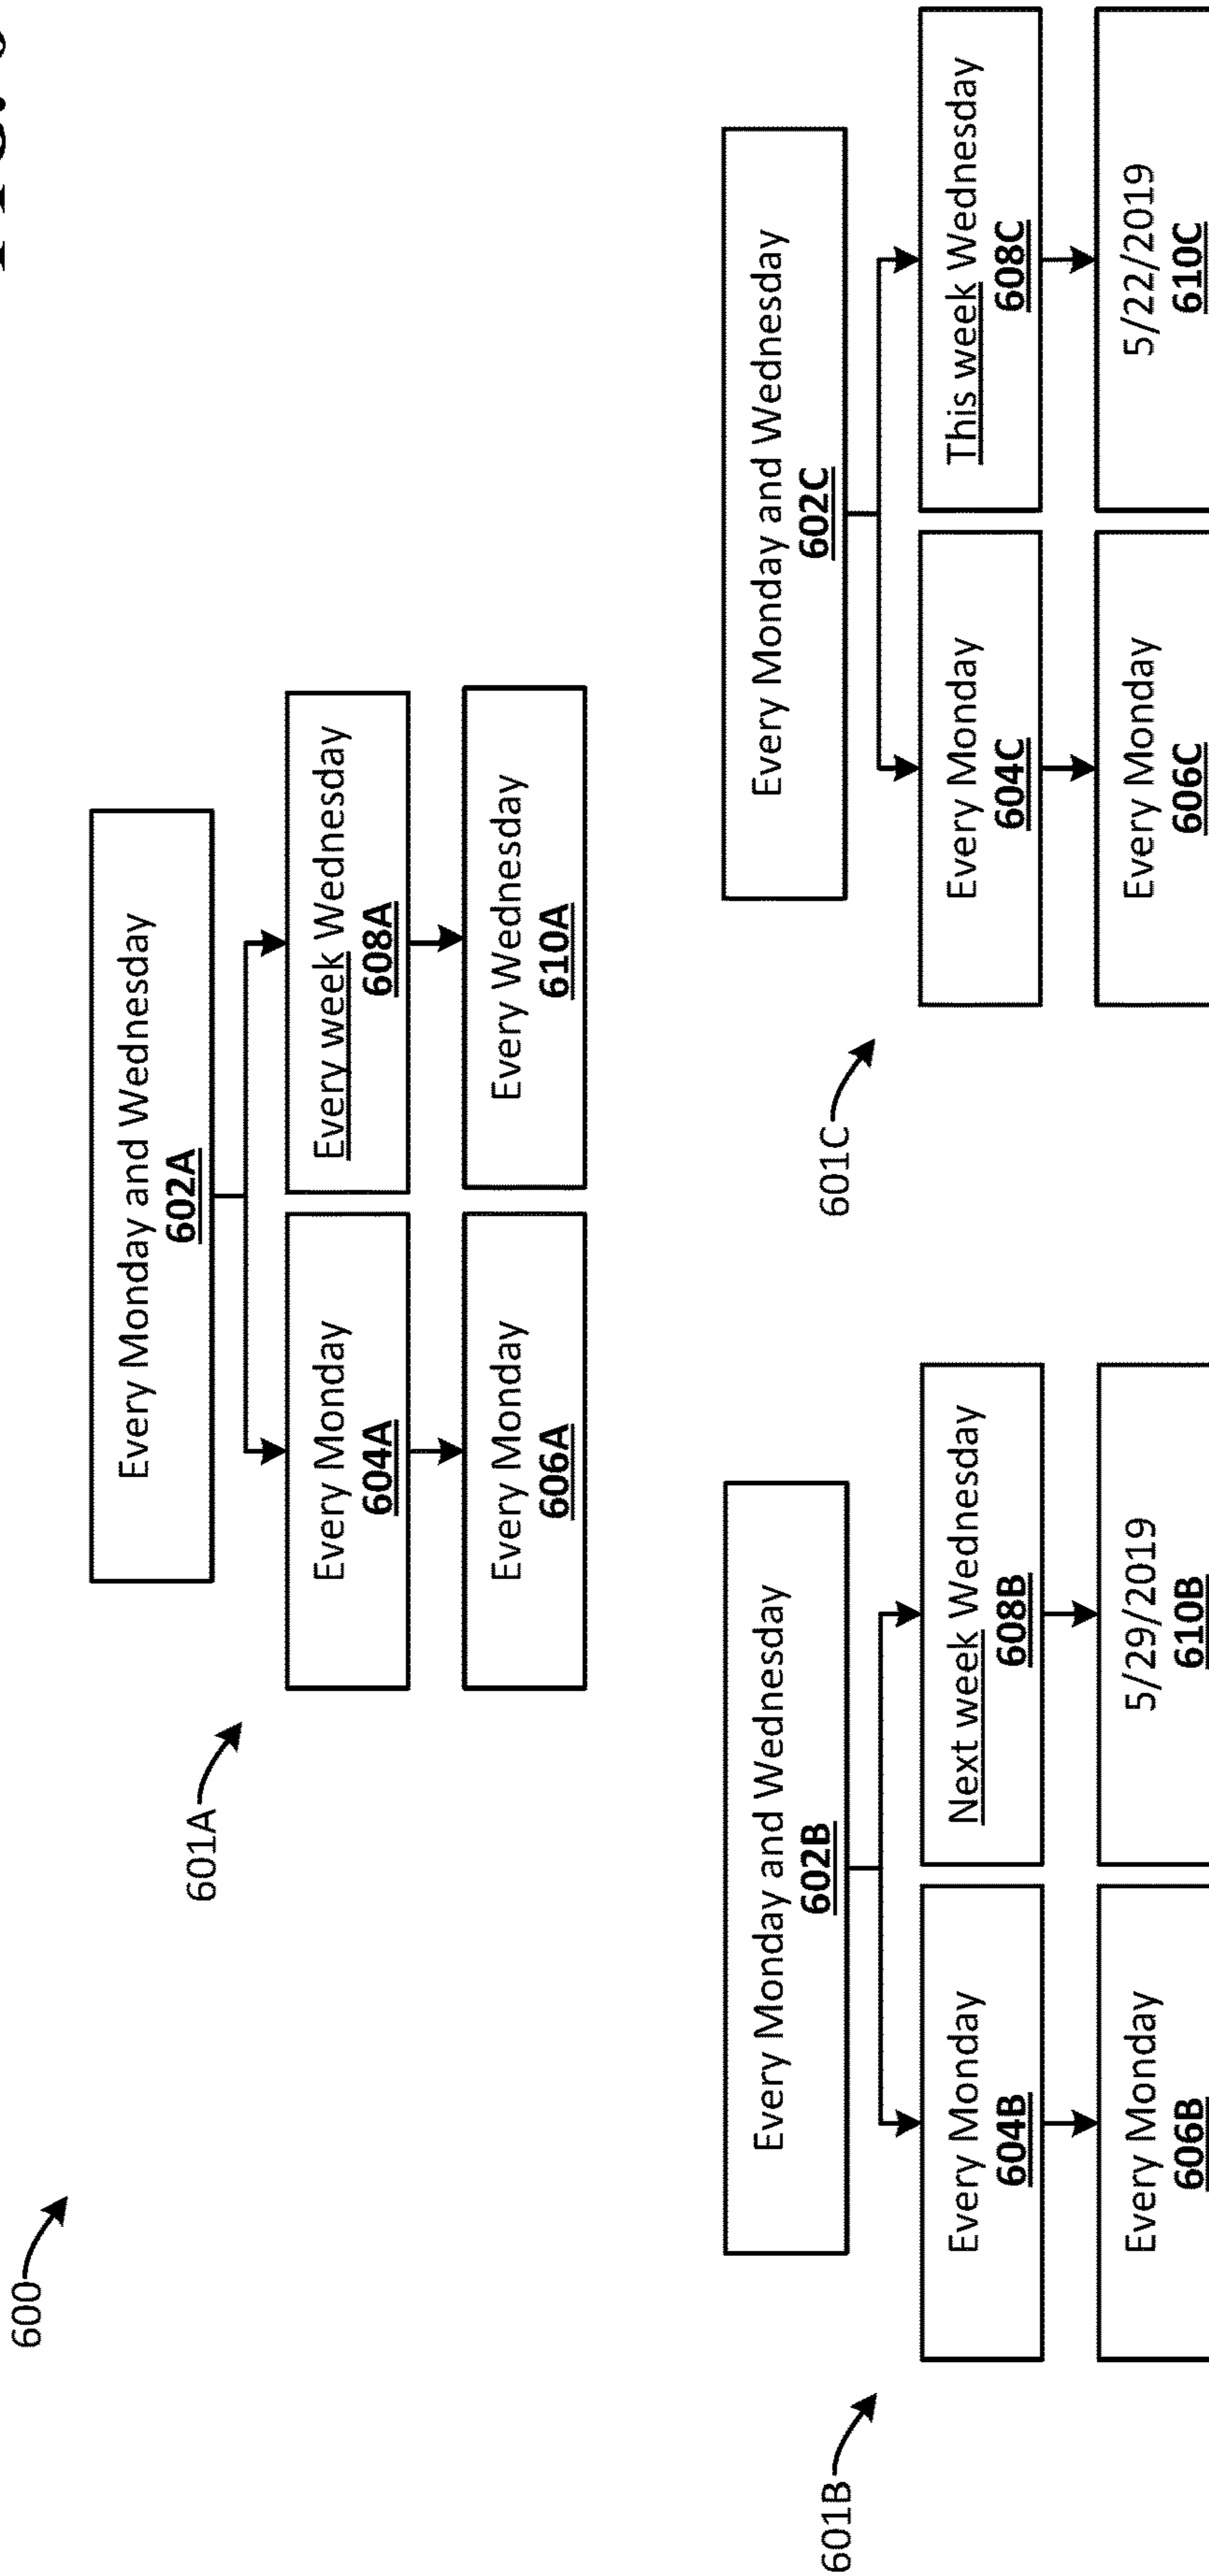 600
601A
Every Monday and Wednesday
602A
Every Monday
604A
Every week Wednesday
608A
Every Monday
606A
Every Wednesday
610A
601B
Every Monday and Wednesday
602B
Every Monday
604B
Next week Wednesday
608B
Every Monday
606B
5/29/2019
610B
601C
Every Monday and Wednesday
602C
Every Monday
604C
This week Wednesday
608C
Every Monday
606C
5/22/2019
610C